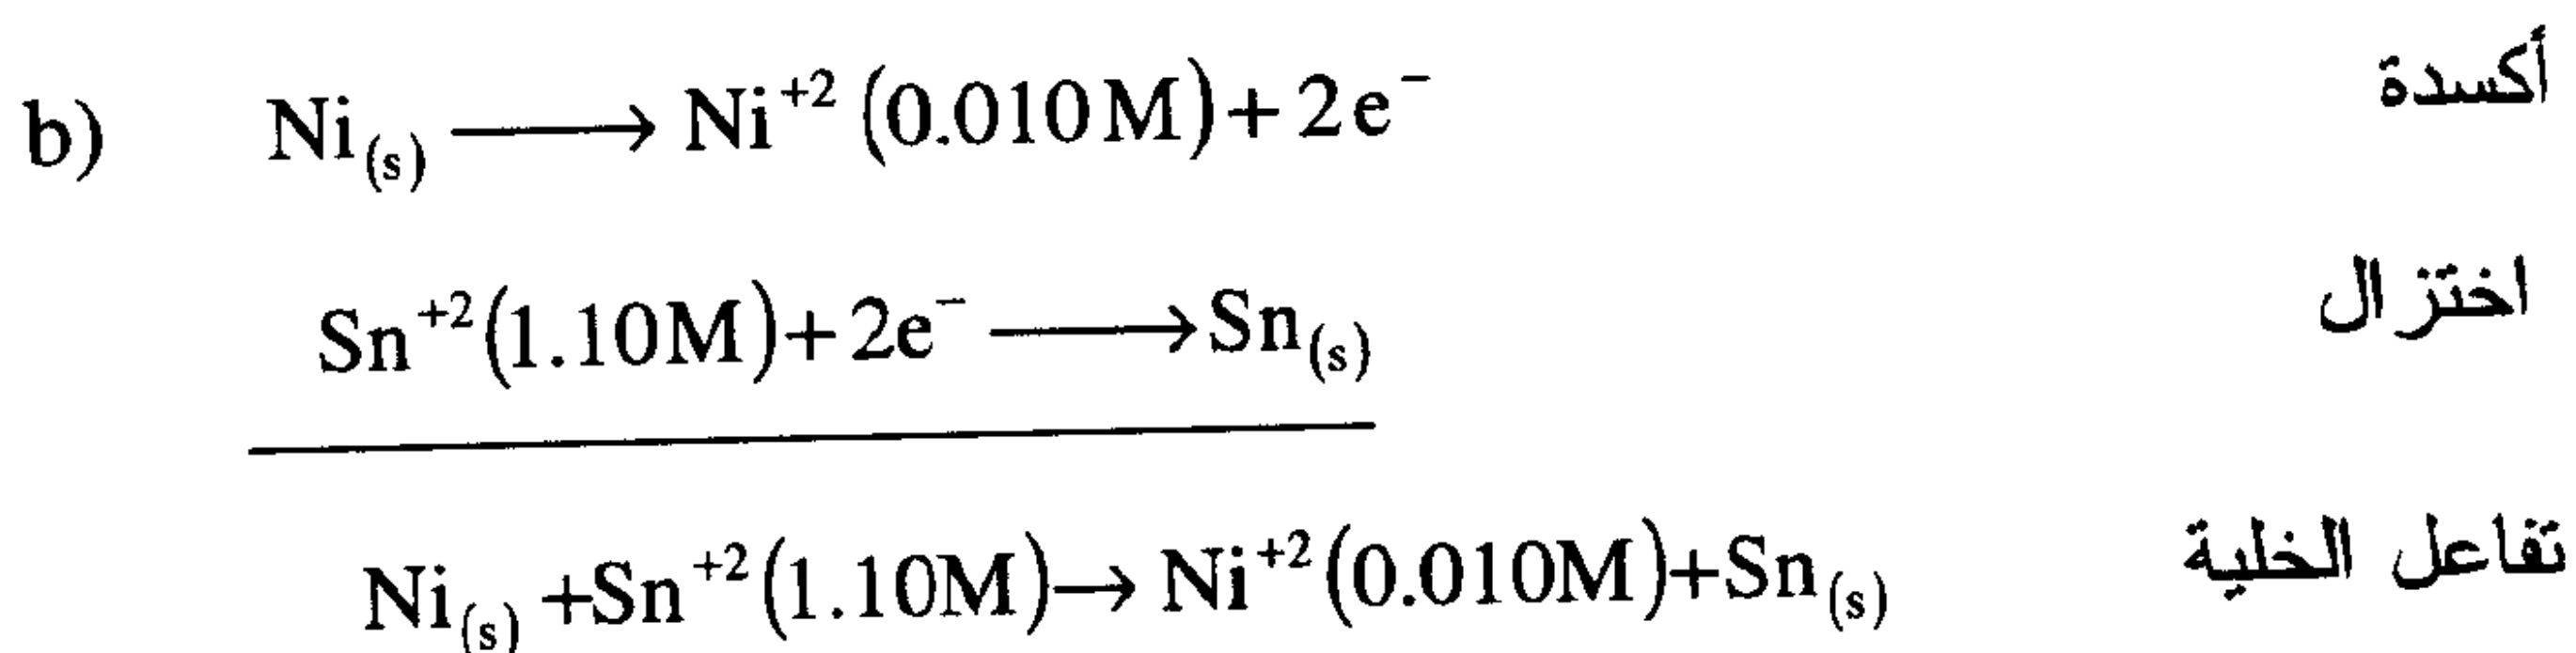 b) Ni(s) ⟶ Ni⁺² (0.010 M) + 2e⁻ أكسدة
Sn⁺² (1.10M) + 2e⁻ ⟶ Sn(s) اختزال
Ni(s) + Sn⁺² (1.10M) → Ni⁺² (0.010M) + Sn(s) تفاعل الخلية